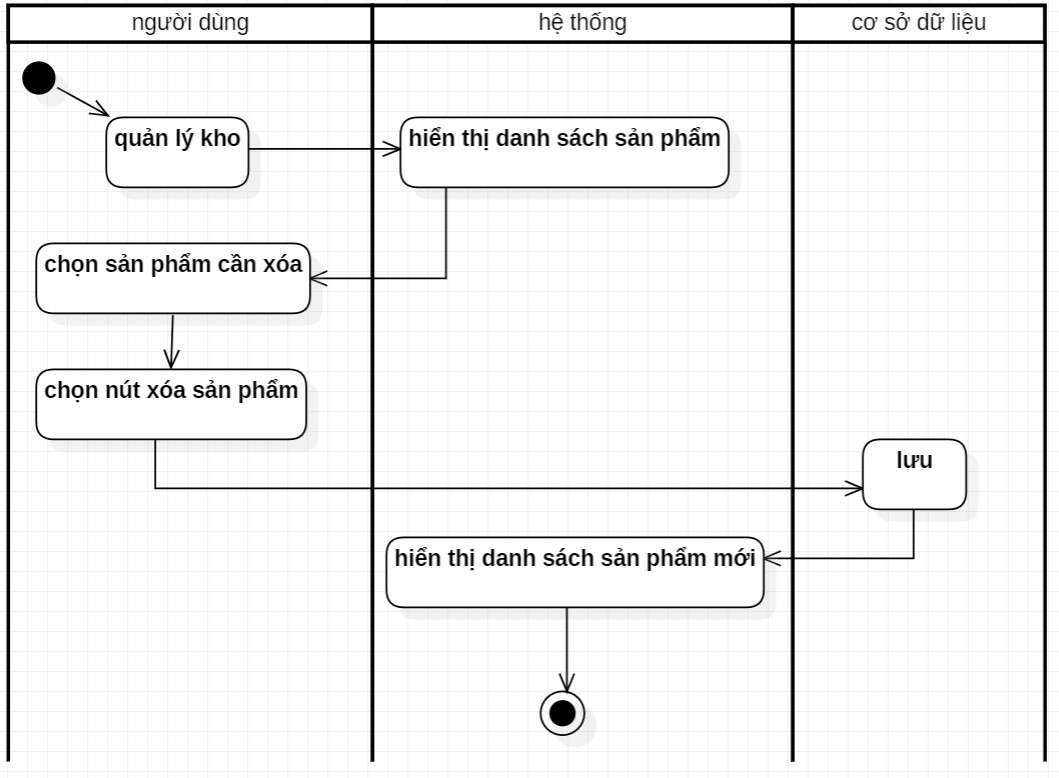 người dùng
hệ thống
cơ sở dữ liệu
quản lý kho
hiển thị danh sách sản phẩm
chọn sản phẩm cần xóa
chọn nút xóa sản phẩm
lưu
hiển thị danh sách sản phẩm mới